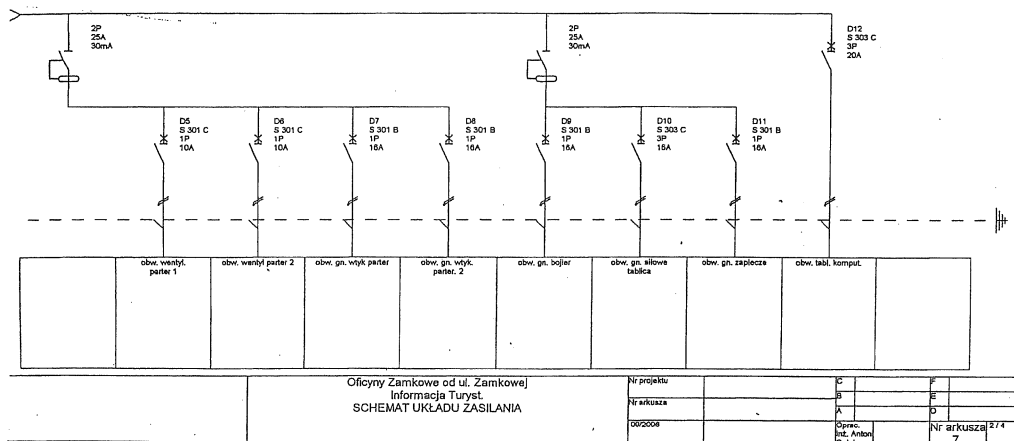 2P
25A
30mA
2P
25A
30mA
D12
S 303 C
3P
20A
D5
S 301 C
1P
10A
D6
S 301 C
1P
10A
D7
S 301 B
1P
16A
D8
S 301 B
1P
16A
D9
S 301 B
1P
16A
D10
S 303 C
3P
16A
D11
S 301 B
1P
16A
obw. wentyl.
parter 1
obw. wentyl parter 2
obw. gn. wtyk parter
obw. gn. wtyk.
parter. 2
obw. gn. bojler
obw. gn. siłowe
tablica
obw. gn. zaplecze
obw. tabl. komput.
Oficyny Zamkowe od ul. Zamkowej
Informacja Turyst.
SCHEMAT UKŁADU ZASILANIA
Nr projektu
Nr arkusza
09/2006
C
B
A
F
E
D
Oprac.
inż. Anton
Nr arkusza 2/4
7